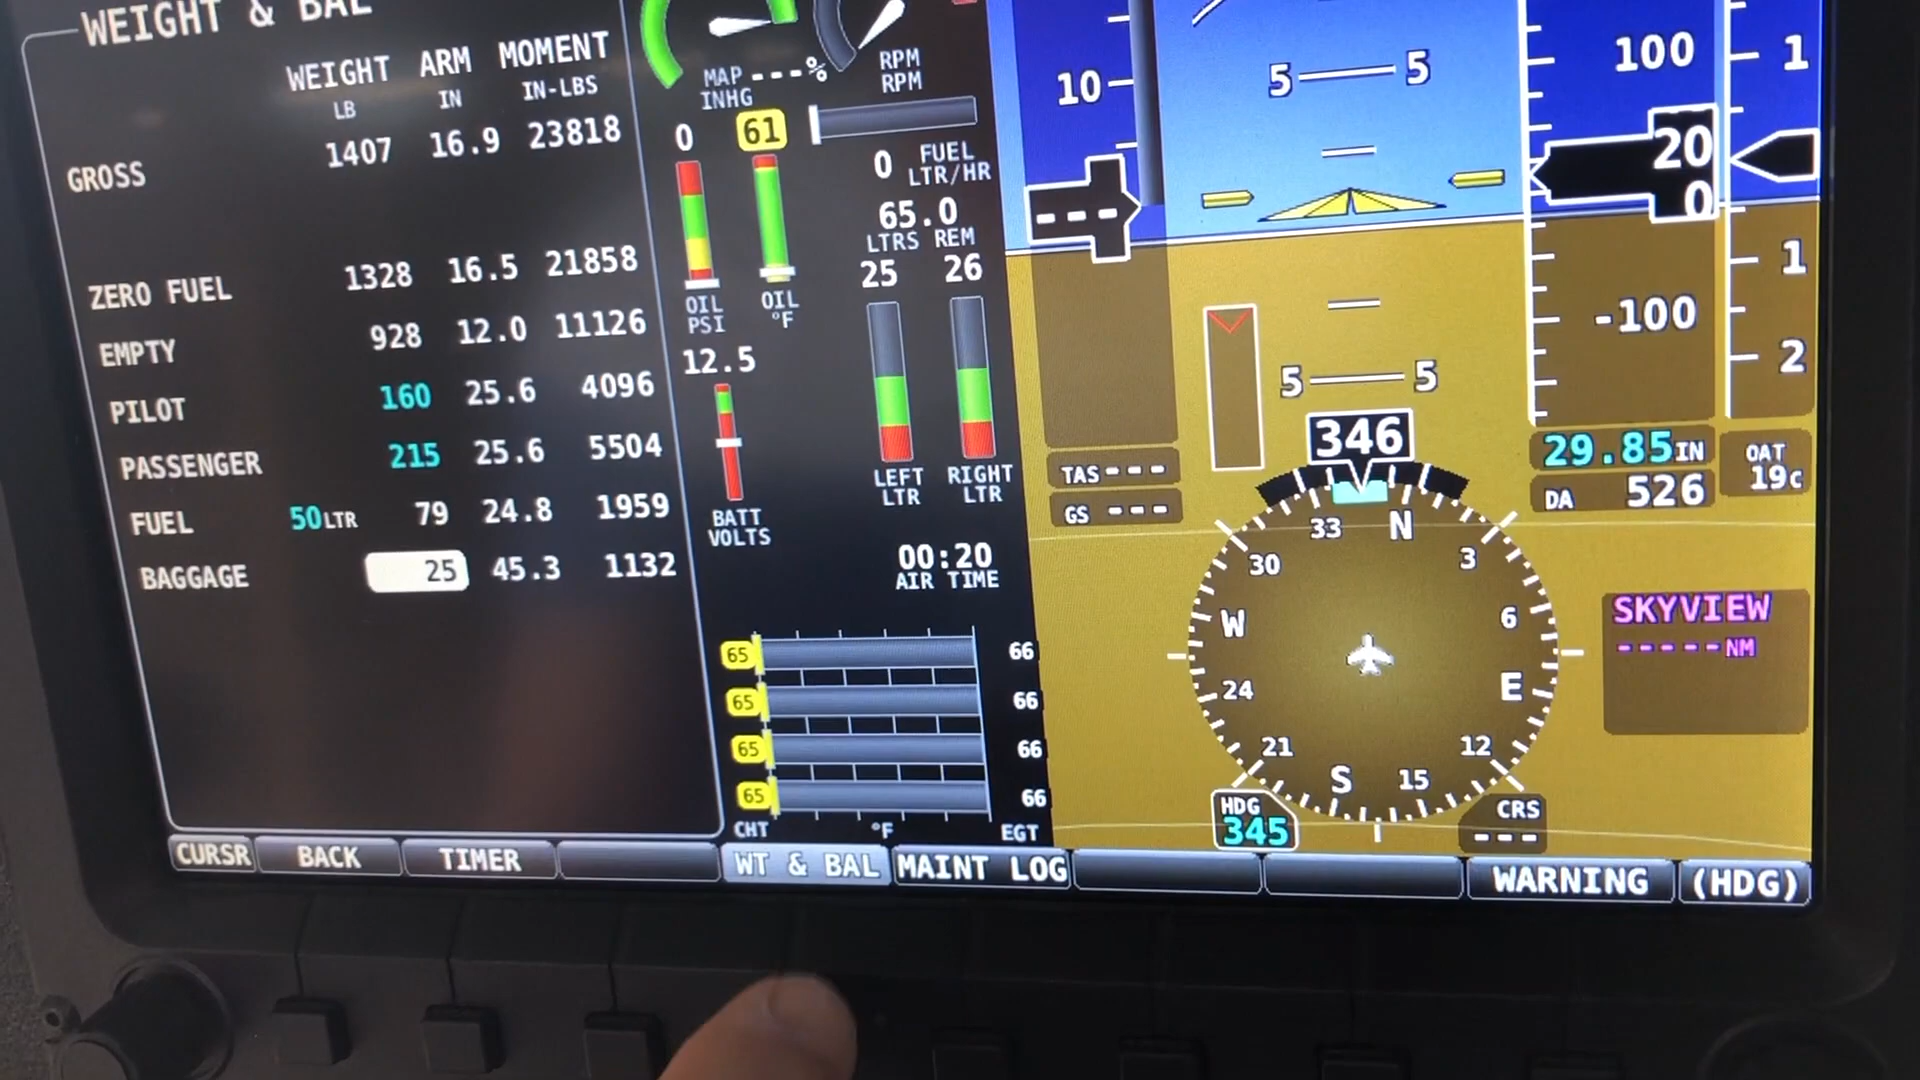 WEIGHT & BAL
WEIGHT ARM MOMENT
LB IN IN-LBS
GROSS 1407 16.9 23818
ZERO FUEL 1328 16.5 21858
EMPTY 928 12.0 11126
PILOT 160 25.6 4096
PASSENGER 215 25.6 5504
FUEL 50LTR 79 24.8 1959
BAGGAGE 25 45.3 1132
MAP ---% RPM
INHG RPM
0 61
0 FUEL
LTR/HR
65.0
LTRS REM
25 26
OIL OIL
PSI °F
12.5
LEFT RIGHT
LTR LTR
BATT
VOLTS
00:20
AIR TIME
65 66
65 66
65 66
65 66
CHT °F EGT
10
---
TAS ---
GS ---
5 5
5 5
346
33 N 3 6 E 12 15 S 21 24 W 30
HDG
345
CRS
---
100
20
0
-100
1
1
2
29.85IN
DA 526
OAT
19c
SKYVIEW
-----NM
CURSR BACK TIMER WT & BAL MAINT LOG WARNING (HDG)